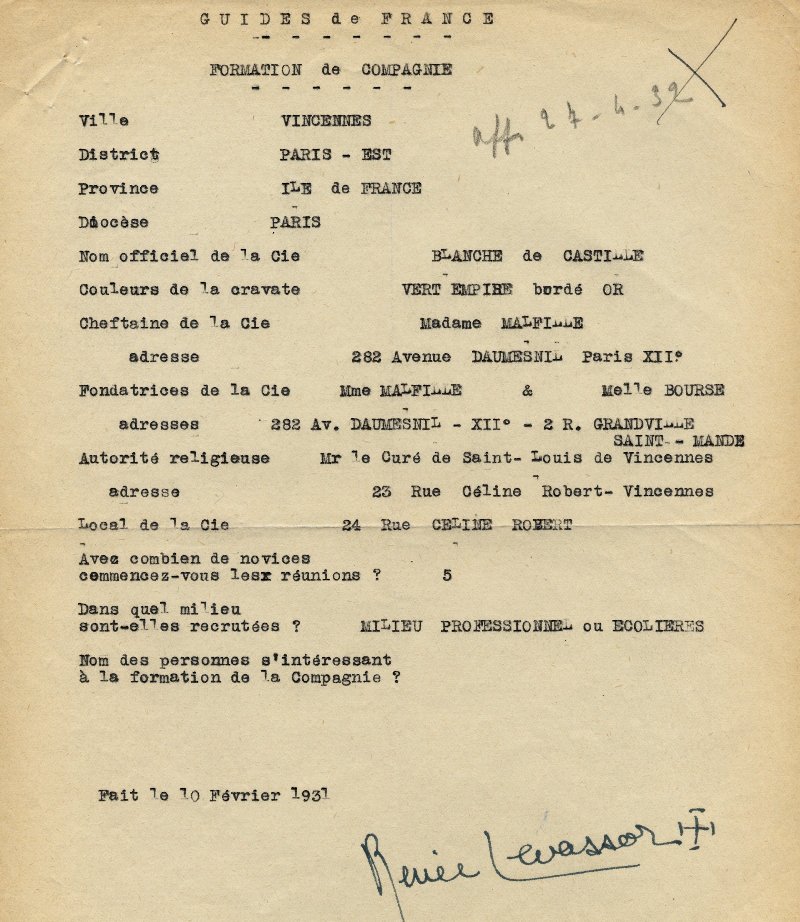 GUIDES de FRANCE
- - - - - - -
FORMATION de COMPAGNIE
- - - - - -
aff. 27-4-32
Ville VINCENNES
District PARIS - EST
Province ILE de FRANCE
Diocèse PARIS
Nom officiel de la Cie BLANCHE de CASTILLE
Couleurs de la cravate VERT EMPIRE bordé OR
Cheftaine de la Cie Madame MALFILLE
adresse 282 Avenue DAUMESNIL Paris XII°
Fondatrices de la Cie Mme MALFILLE & Melle BOURSE
adresses 282 Av. DAUMESNIL - XII° - 2 R. GRANDVILLE
SAINT - MANDE
Autorité religieuse Mr le Curé de Saint-Louis de Vincennes
adresse 23 Rue Céline Robert- Vincennes
Local de la Cie 24 Rue CELINE ROBERT
Avec combien de novices
commencez-vous lesr réunions ? 5
Dans quel milieu
sont-elles recrutées ? MILIEU PROFESSIONNEL ou ECOLIERES
Nom des personnes s'intéressant
à la formation de la Compagnie ?
Fait le 10 Février 1931
Renée Levassor